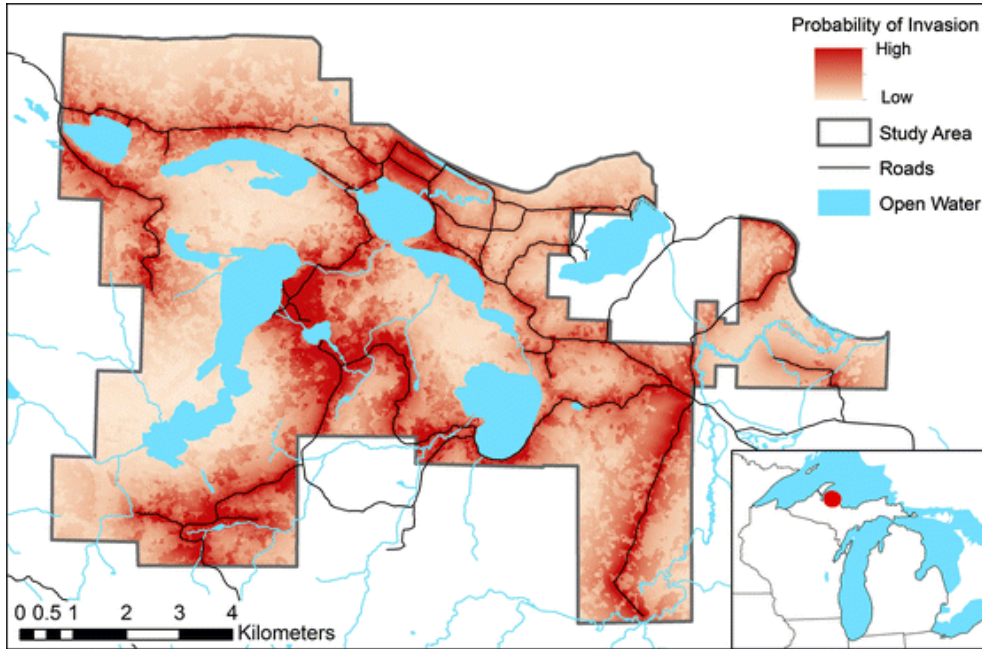 Probability of Invasion
High
Low
Study Area
Roads
Open Water
0 0.5 1 2 3 4
Kilometers